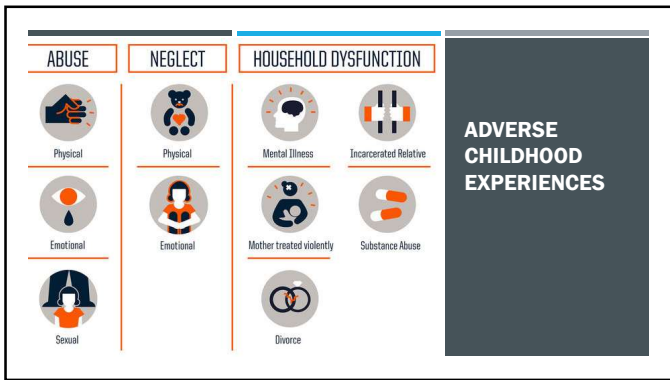 ABUSE
NEGLECT
HOUSEHOLD DYSFUNCTION
Physical
Physical
Mental Illness
Incarcerated Relative
Emotional
Emotional
Mother treated violently
Substance Abuse
Sexual
Divorce
ADVERSE
CHILDHOOD
EXPERIENCES